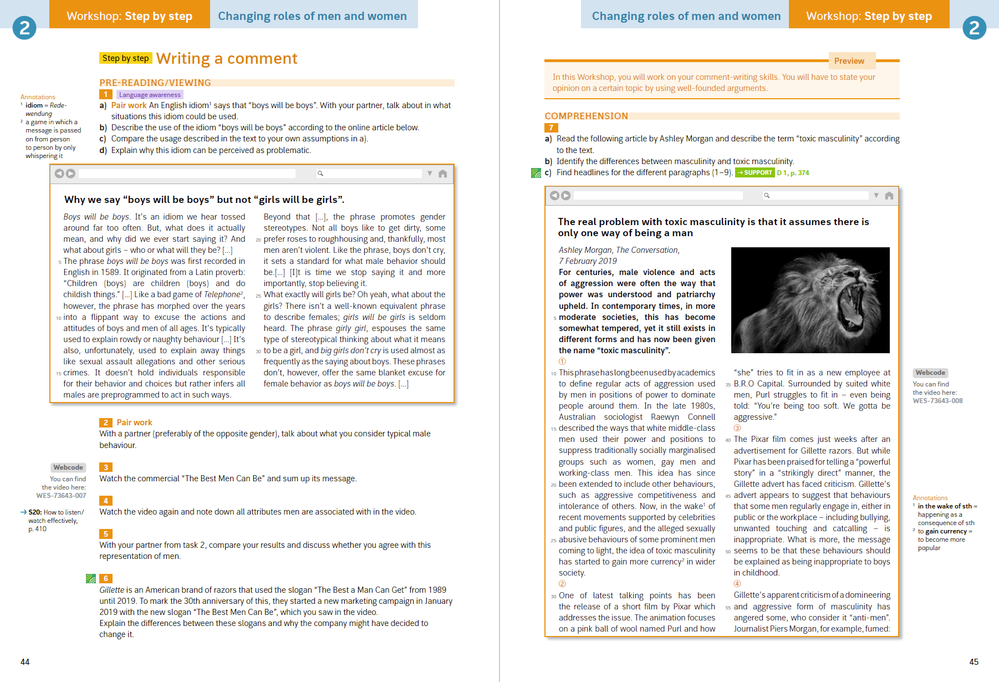 2
Workshop: Step by step
Changing roles of men and women
Step by step Writing a comment
PRE-READING/VIEWING
1 Language awareness
a) Pair work An English idiom¹ says that “boys will be boys”. With your partner, talk about in what
situations this idiom could be used.
b) Describe the use of the idiom “boys will be boys” according to the online article below.
c) Compare the usage described in the text to your own assumptions in a).
d) Explain why this idiom can be perceived as problematic.
Annotations
¹ idiom = Rede-
wendung
² a game in which a
message is passed
on from person
to person by only
whispering it
Why we say “boys will be boys” but not “girls will be girls”.
Boys will be boys. It’s an idiom we hear tossed
around far too often. But, what does it actually
mean, and why did we ever start saying it? And
what about girls – who or what will they be? [...]
5 The phrase boys will be boys was first recorded in
English in 1589. It originated from a Latin proverb:
“Children (boys) are children (boys) and do
childish things.” [...] Like a bad game of Telephone²,
however, the phrase has morphed over the years
10 into a flippant way to excuse the actions and
attitudes of boys and men of all ages. It’s typically
used to explain rowdy or naughty behaviour [...] It’s
also, unfortunately, used to explain away things
like sexual assault allegations and other serious
15 crimes. It doesn’t hold individuals responsible
for their behavior and choices but rather infers all
males are preprogrammed to act in such ways.
Beyond that [...], the phrase promotes gender
stereotypes. Not all boys like to get dirty, some
20 prefer roses to roughhousing and, thankfully, most
men aren’t violent. Like the phrase, boys don’t cry,
it sets a standard for what male behavior should
be.[...] [I]t is time we stop saying it and more
importantly, stop believing it.
25 What exactly will girls be? Oh yeah, what about the
girls? There isn’t a well-known equivalent phrase
to describe females; girls will be girls is seldom
heard. The phrase girly girl, espouses the same
type of stereotypical thinking about what it means
30 to be a girl, and big girls don’t cry is used almost as
frequently as the saying about boys. These phrases
don’t, however, offer the same blanket excuse for
female behavior as boys will be boys. [...]
2 Pair work
With a partner (preferably of the opposite gender), talk about what you consider typical male
behaviour.
Webcode
You can find
the video here:
WES-73643-007
3
Watch the commercial “The Best Men Can Be” and sum up its message.
→ S20: How to listen/
watch effectively,
p. 410
4
Watch the video again and note down all attributes men are associated with in the video.
5
With your partner from task 2, compare your results and discuss whether you agree with this
representation of men.
6
Gillette is an American brand of razors that used the slogan “The Best a Man Can Get” from 1989
until 2019. To mark the 30th anniversary of this, they started a new marketing campaign in January
2019 with the new slogan “The Best Men Can Be”, which you saw in the video.
Explain the differences between these slogans and why the company might have decided to
change it.
44
Changing roles of men and women
Workshop: Step by step
2
Preview
In this Workshop, you will work on your comment-writing skills. You will have to state your
opinion on a certain topic by using well-founded arguments.
COMPREHENSION
7
a) Read the following article by Ashley Morgan and describe the term “toxic masculinity” according
to the text.
b) Identify the differences between masculinity and toxic masculinity.
c) Find headlines for the different paragraphs (1–9). → SUPPORT D 1, p. 374
The real problem with toxic masculinity is that it assumes there is
only one way of being a man
Ashley Morgan, The Conversation,
7 February 2019
For centuries, male violence and acts
of aggression were often the way that
power was understood and patriarchy
upheld. In contemporary times, in more
5 moderate societies, this has become
somewhat tempered, yet it still exists in
different forms and has now been given
the name “toxic masculinity”.
①
10 This phrase has long been used by academics
to define regular acts of aggression used
by men in positions of power to dominate
people around them. In the late 1980s,
Australian sociologist Raewyn Connell
15 described the ways that white middle-class
men used their power and positions to
suppress traditionally socially marginalised
groups such as women, gay men and
working-class men. This idea has since
20 been extended to include other behaviours,
such as aggressive competitiveness and
intolerance of others. Now, in the wake¹ of
recent movements supported by celebrities
and public figures, and the alleged sexually
25 abusive behaviours of some prominent men
coming to light, the idea of toxic masculinity
has started to gain more currency² in wider
society.
②
30 One of latest talking points has been
the release of a short film by Pixar which
addresses the issue. The animation focuses
on a pink ball of wool named Purl and how
“she” tries to fit in as a new employee at
35 B.R.O Capital. Surrounded by suited white
men, Purl struggles to fit in – even being
told: “You’re being too soft. We gotta be
aggressive.”
③
40 The Pixar film comes just weeks after an
advertisement for Gillette razors. But while
Pixar has been praised for telling a “powerful
story” in a “strikingly direct” manner, the
Gillette advert has faced criticism. Gillette’s
45 advert appears to suggest that behaviours
that some men regularly engage in, either in
public or the workplace – including bullying,
unwanted touching and catcalling – is
inappropriate. What is more, the message
50 seems to be that these behaviours should
be explained as being inappropriate to boys
in childhood.
④
Gillette’s apparent criticism of a domineering
55 and aggressive form of masculinity has
angered some, who consider it “anti-men”.
Journalist Piers Morgan, for example, fumed:
Webcode
You can find
the video here:
WES-73643-008
Annotations
¹ in the wake of sth =
happening as a
consequence of sth
² to gain currency =
to become more
popular
45